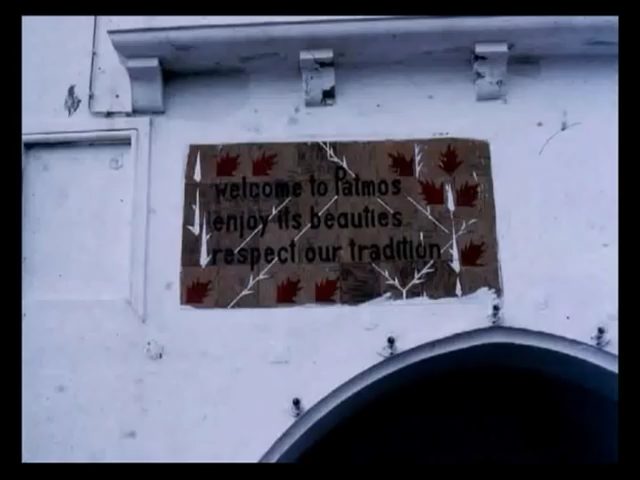 welcome to Patmos
enjoy its beauties
respect our tradition